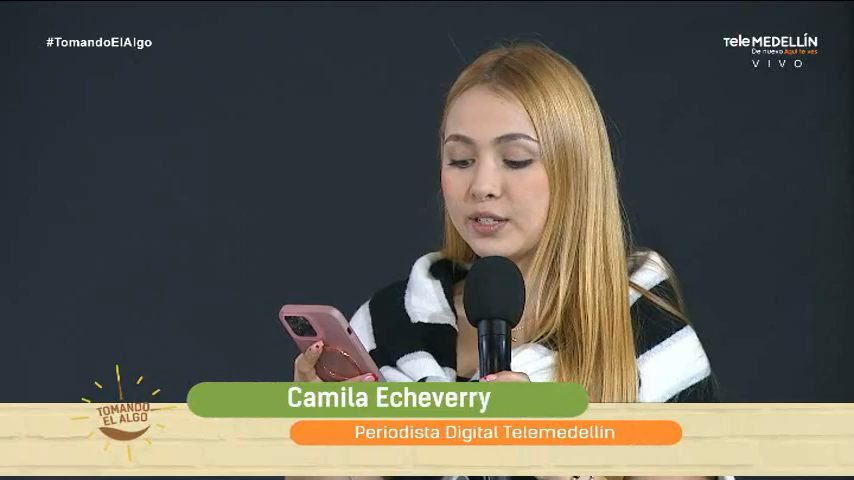 #TomandoElAlgo
TeleMEDELLÍN
De nuevo Aquí te ves
VIVO
Camila Echeverry
TOMANDO
EL ALGO
Periodista Digital Telemedellín